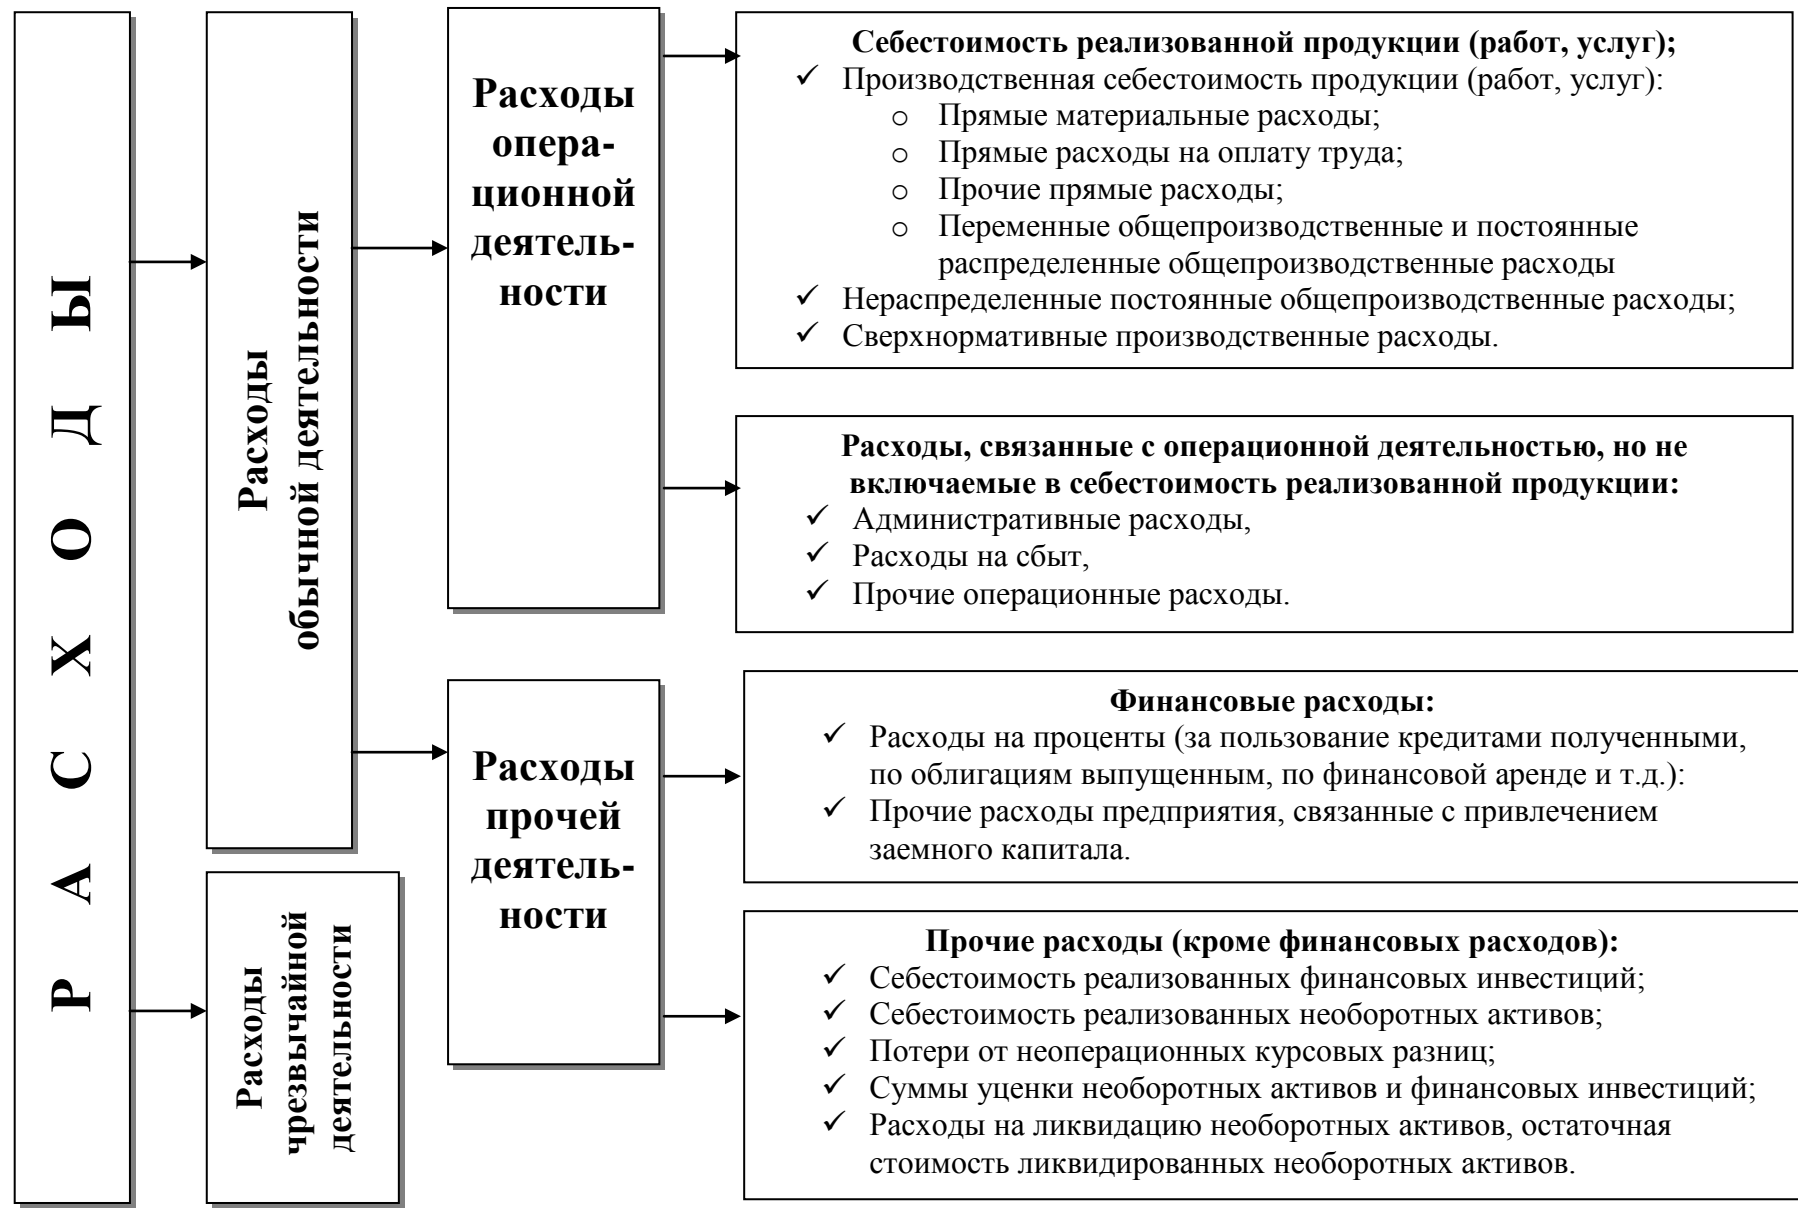 Р А С Х О Д Ы
Расходы
обычной деятельности
Расходы
чрезвычайной
деятельности
Расходы
опера-
ционной
деятель-
ности
Расходы
прочей
деятель-
ности
Себестоимость реализованной продукции (работ, услуг);
✓ Производственная себестоимость продукции (работ, услуг):
o Прямые материальные расходы;
o Прямые расходы на оплату труда;
o Прочие прямые расходы;
o Переменные общепроизводственные и постоянные
распределенные общепроизводственные расходы
✓ Нераспределенные постоянные общепроизводственные расходы;
✓ Сверхнормативные производственные расходы.
Расходы, связанные с операционной деятельностью, но не
включаемые в себестоимость реализованной продукции:
✓ Административные расходы,
✓ Расходы на сбыт,
✓ Прочие операционные расходы.
Финансовые расходы:
✓ Расходы на проценты (за пользование кредитами полученными,
по облигациям выпущенным, по финансовой аренде и т.д.):
✓ Прочие расходы предприятия, связанные с привлечением
заемного капитала.
Прочие расходы (кроме финансовых расходов):
✓ Себестоимость реализованных финансовых инвестиций;
✓ Себестоимость реализованных необоротных активов;
✓ Потери от неоперационных курсовых разниц;
✓ Суммы уценки необоротных активов и финансовых инвестиций;
✓ Расходы на ликвидацию необоротных активов, остаточная
стоимость ликвидированных необоротных активов.